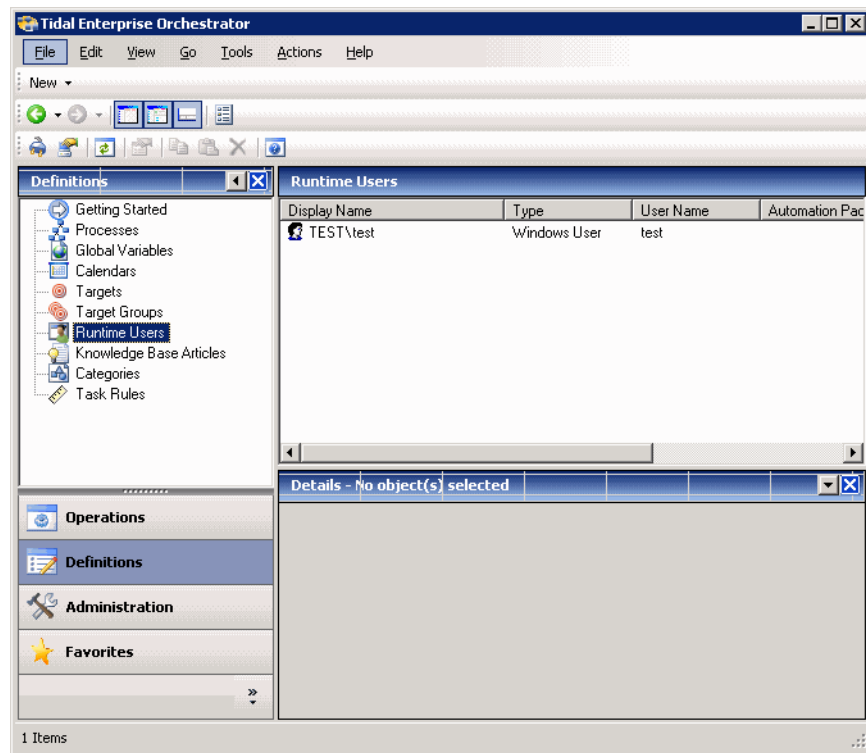 Tidal Enterprise Orchestrator
File Edit View Go Tools Actions Help
New
Definitions
Getting Started
Processes
Global Variables
Calendars
Targets
Target Groups
Runtime Users
Knowledge Base Articles
Categories
Task Rules
Operations
Definitions
Administration
Favorites
Runtime Users
Display Name Type User Name Automation Pac
TEST\test Windows User test
Details - No object(s) selected
1 Items